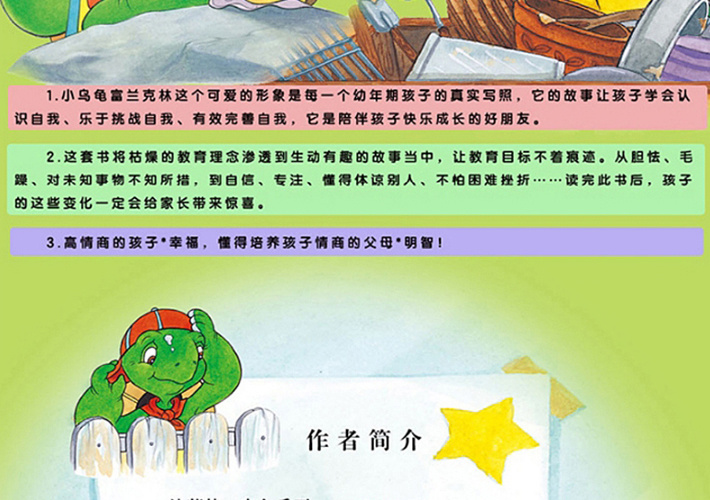 1.小乌龟富兰克林这个可爱的形象是每一个幼年期孩子的真实写照，它的故事让孩子学会认
识自我、乐于挑战自我、有效完善自我，它是陪伴孩子快乐成长的好朋友。
2.这套书将枯燥的教育理念渗透到生动有趣的故事当中，让教育目标不着痕迹。从胆怯、毛
躁、对未知事物不知所措，到自信、专注、懂得体谅别人、不怕困难挫折……读完此书后，孩子
的这些变化一定会给家长带来惊喜。
3.高情商的孩子*幸福，懂得培养孩子情商的父母*明智！
作者简介